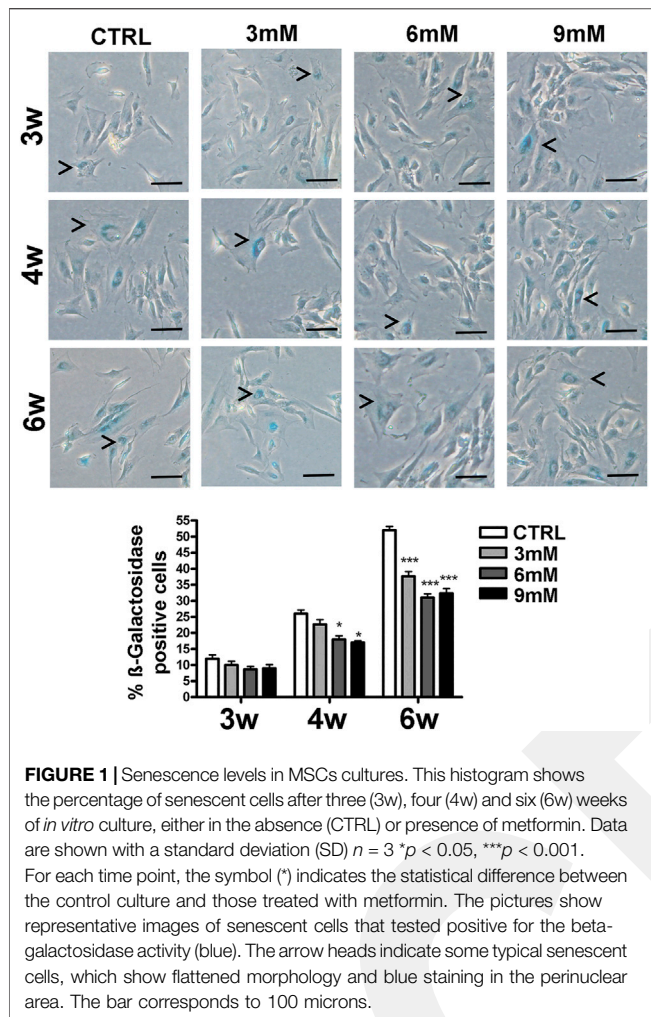 CTRL 3mM 6mM 9mM
3w
4w
6w
% ß-Galactosidase
positive cells
55
50
45
40
35
30
25
20
15
10
5
0
* *
*** *** ***
3w 4w 6w
CTRL
3mM
6mM
9mM
FIGURE 1 | Senescence levels in MSCs cultures. This histogram shows
the percentage of senescent cells after three (3w), four (4w) and six (6w) weeks
of in vitro culture, either in the absence (CTRL) or presence of metformin. Data
are shown with a standard deviation (SD) n = 3 *p < 0.05, ***p < 0.001.
For each time point, the symbol (*) indicates the statistical difference between
the control culture and those treated with metformin. The pictures show
representative images of senescent cells that tested positive for the beta-
galactosidase activity (blue). The arrow heads indicate some typical senescent
cells, which show flattened morphology and blue staining in the perinuclear
area. The bar corresponds to 100 microns.